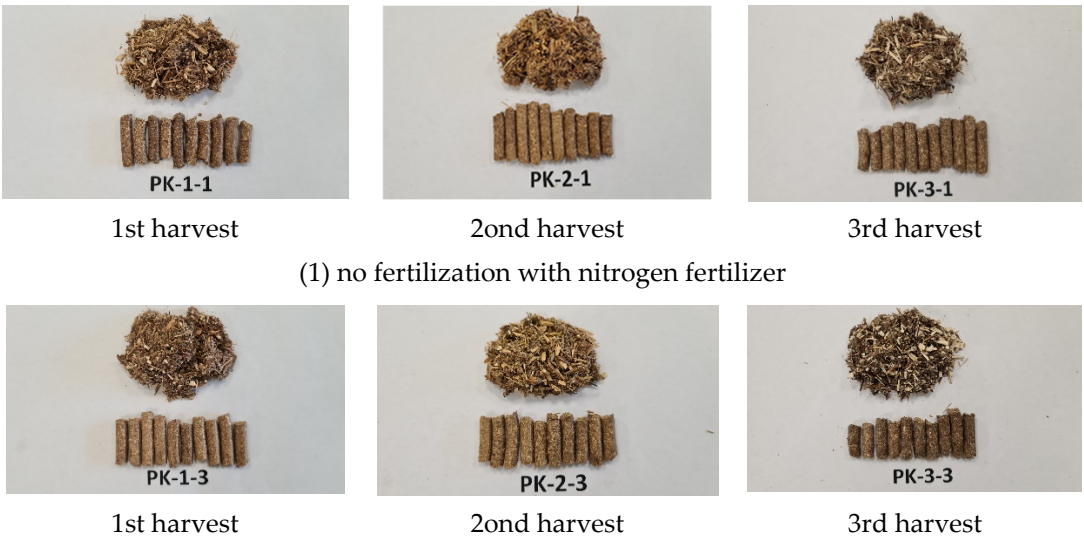 PK-1-1
PK-2-1
PK-3-1
1st harvest
2ond harvest
3rd harvest
(1) no fertilization with nitrogen fertilizer
PK-1-3
PK-2-3
PK-3-3
1st harvest
2ond harvest
3rd harvest